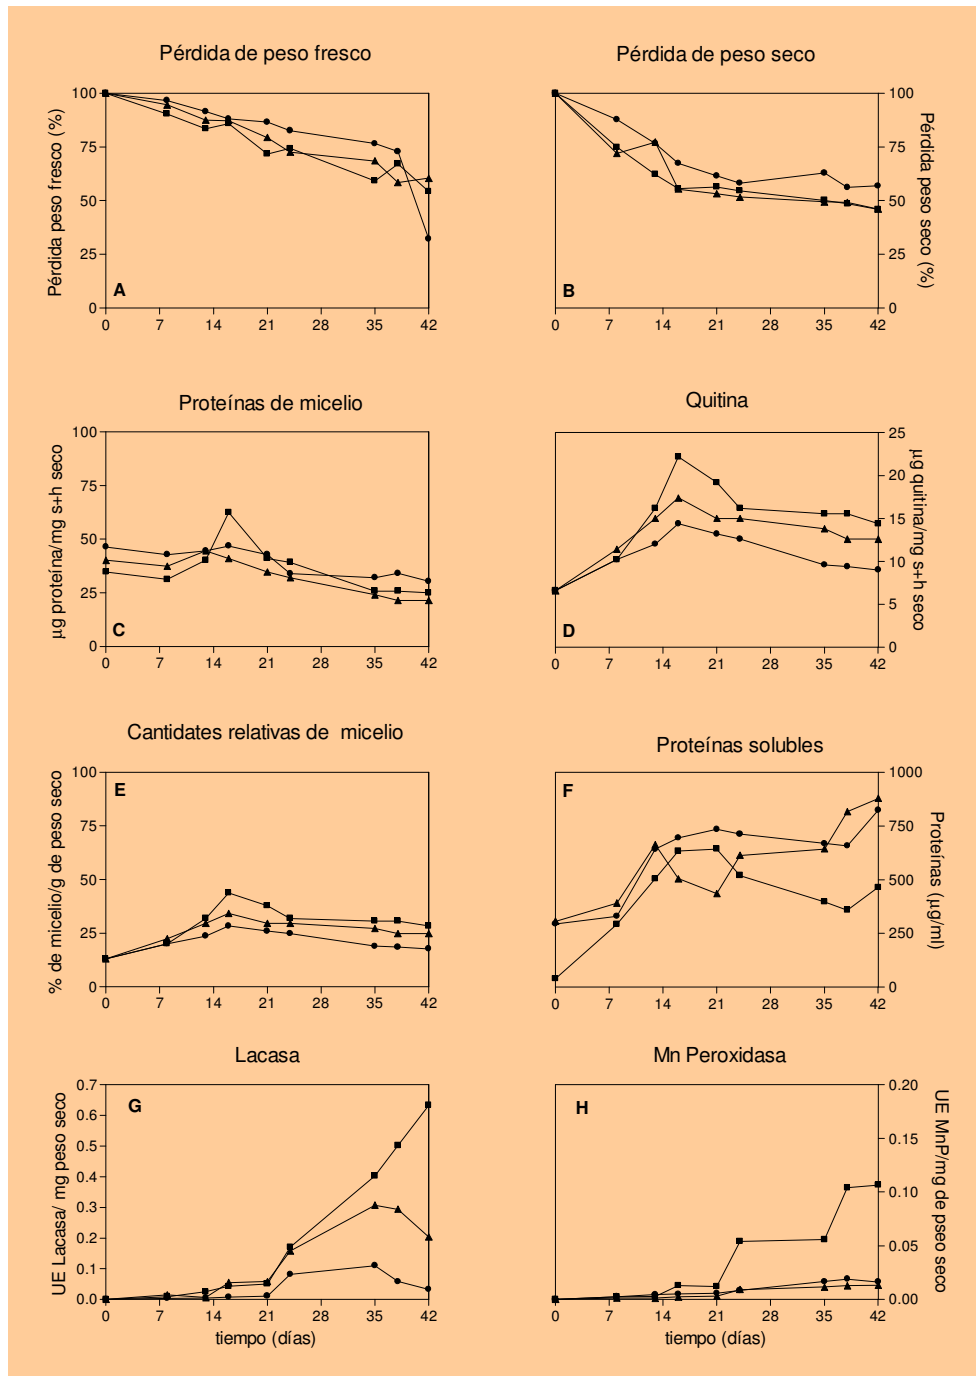 Pérdida de peso fresco
Pérdida peso fresco (%)
100
75
50
25
0
A
0 7 14 21 28 35 42
Pérdida de peso seco
100
75
50
25
0
Pérdida peso seco (%)
B
0 7 14 21 28 35 42
Proteínas de micelio
µg proteína/mg s+h seco
100
75
50
25
0
C
0 7 14 21 28 35 42
Quitina
25
20
15
10
5
0
µg quitina/mg s+h seco
D
0 7 14 21 28 35 42
Cantidates relativas de micelio
% de micelio/g de peso seco
100
75
50
25
0
E
0 7 14 21 28 35 42
Proteínas solubles
1000
750
500
250
0
Proteínas (µg/ml)
F
0 7 14 21 28 35 42
Lacasa
UE Lacasa/ mg peso seco
0.7
0.6
0.5
0.4
0.3
0.2
0.1
0.0
G
0 7 14 21 28 35 42
tiempo (días)
Mn Peroxidasa
0.20
0.15
0.10
0.05
0.00
UE MnP/mg de pseo seco
H
0 7 14 21 28 35 42
tiempo (días)